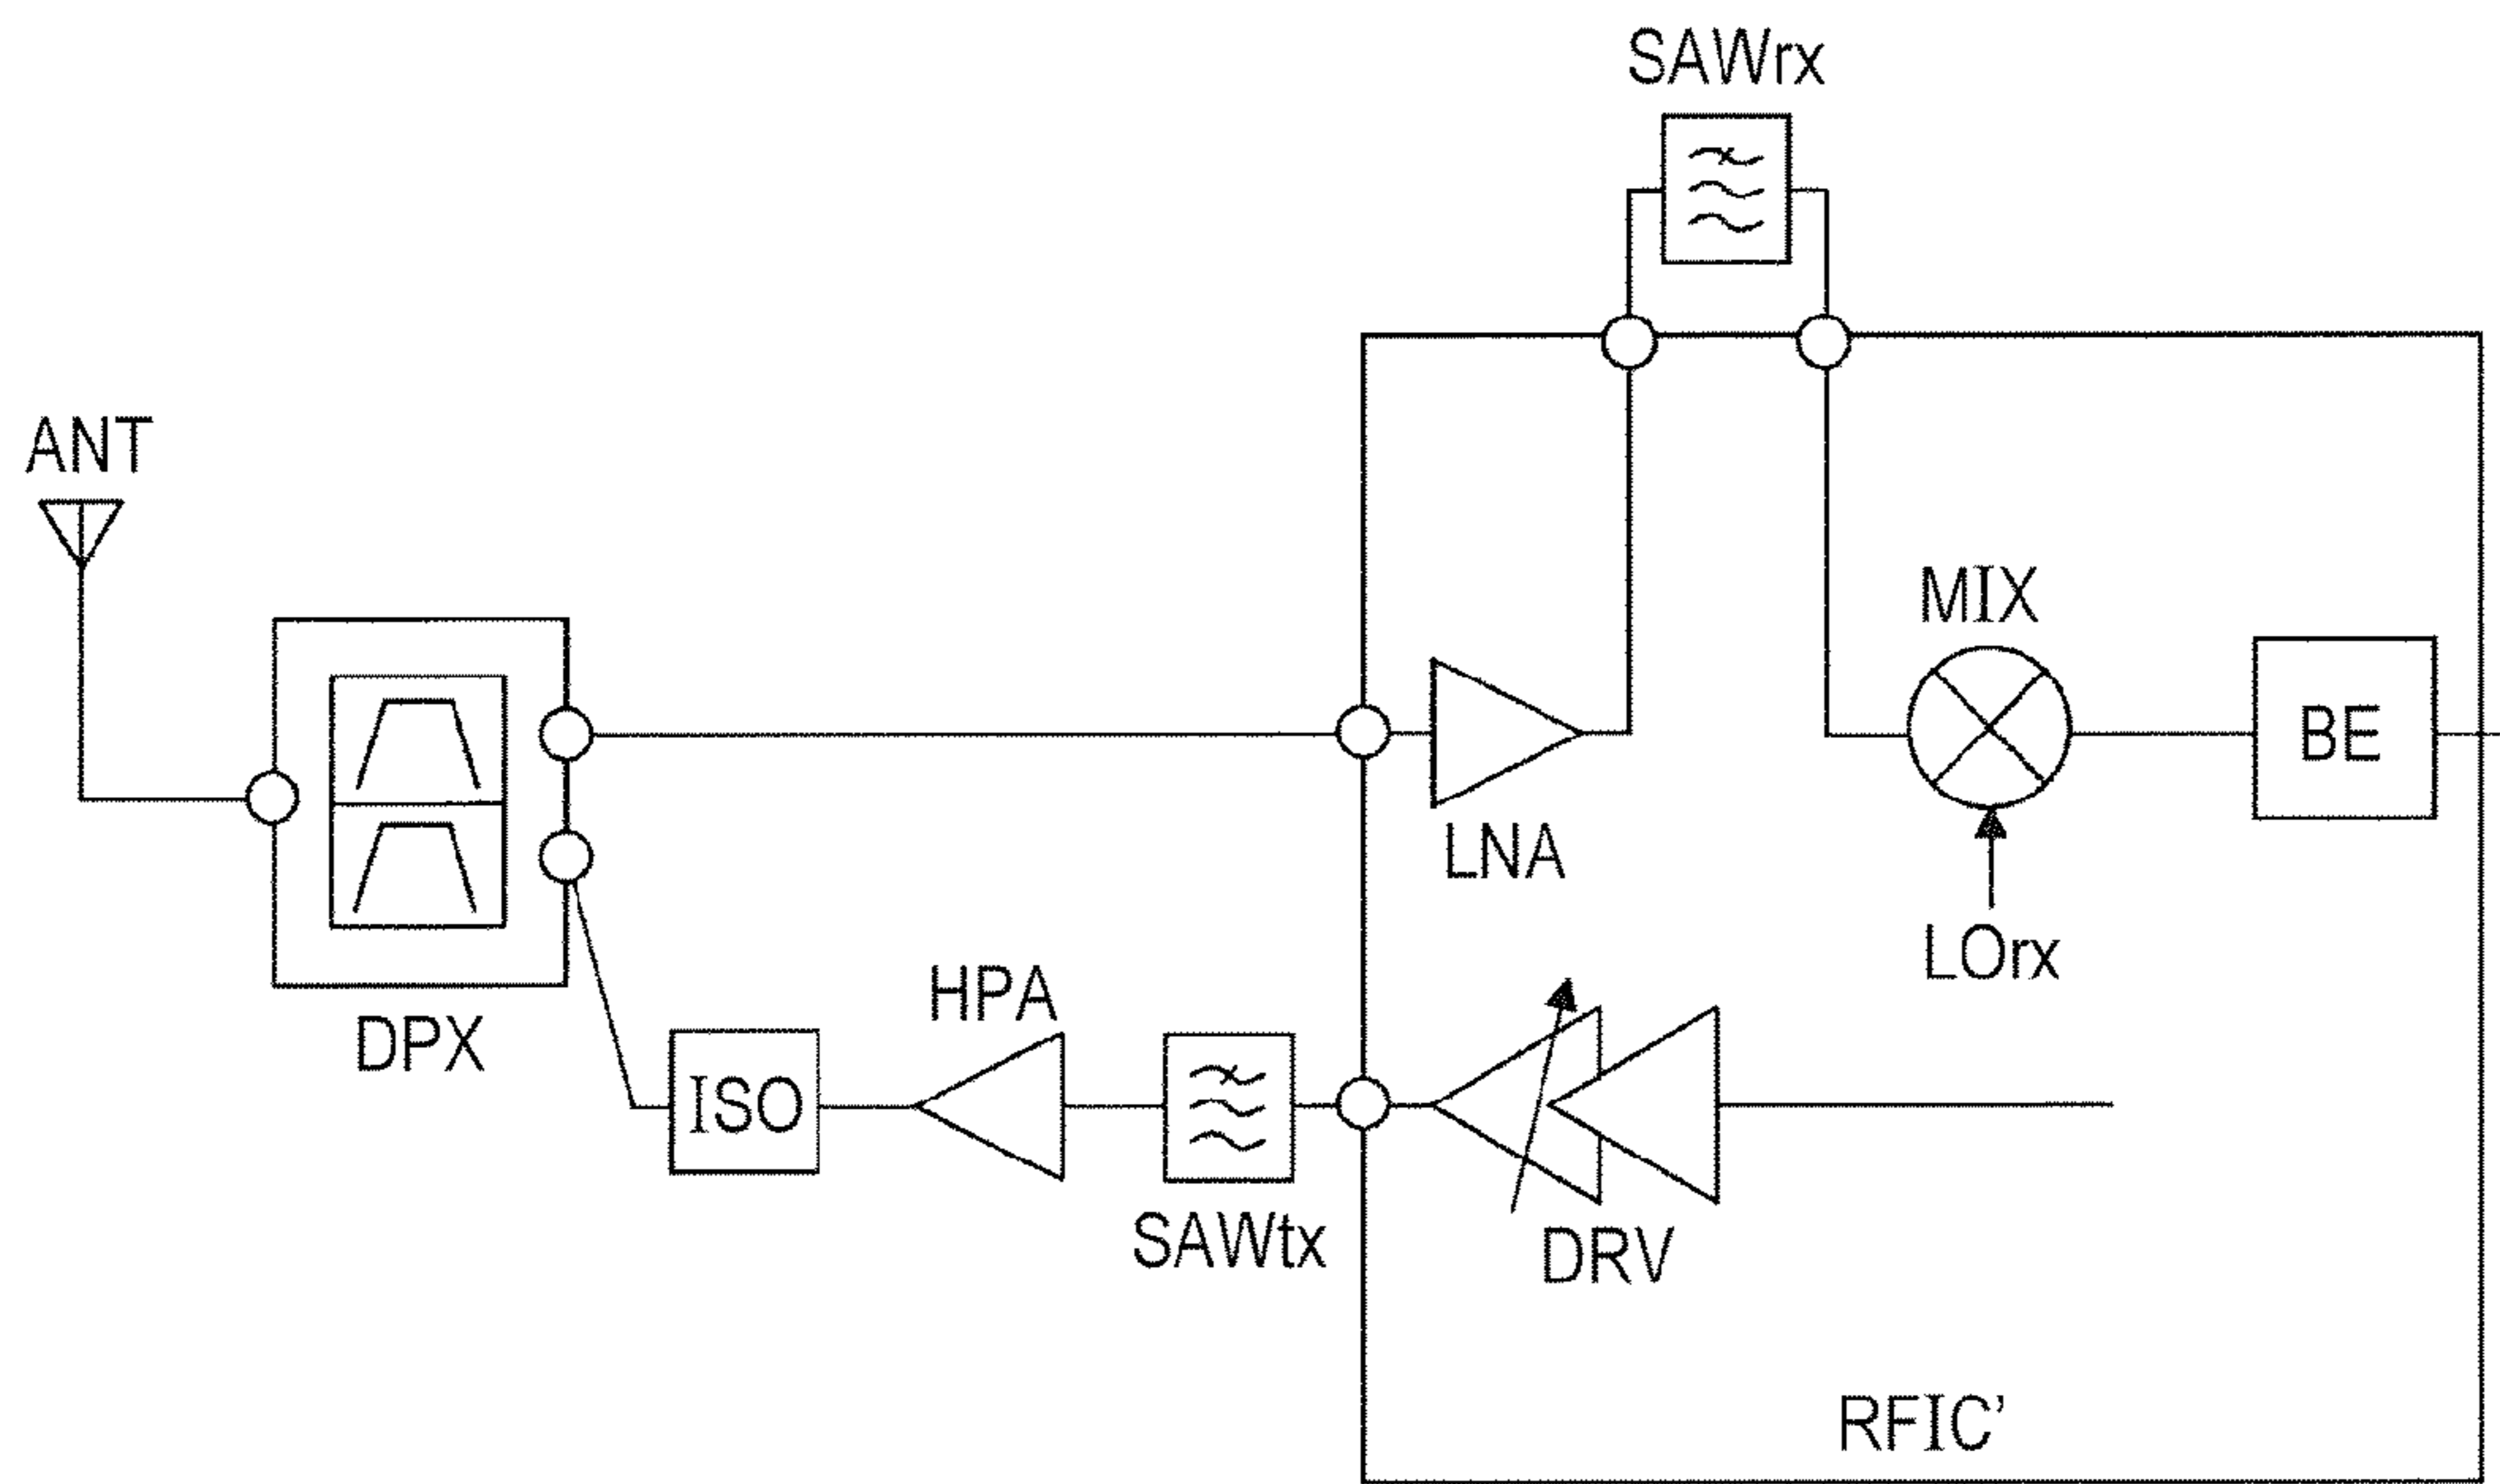 SAWrx
ANT
MIX
BE
LNA
LOrx
HPA
DPX
ISO
SAWtx
DRV
RFIC’